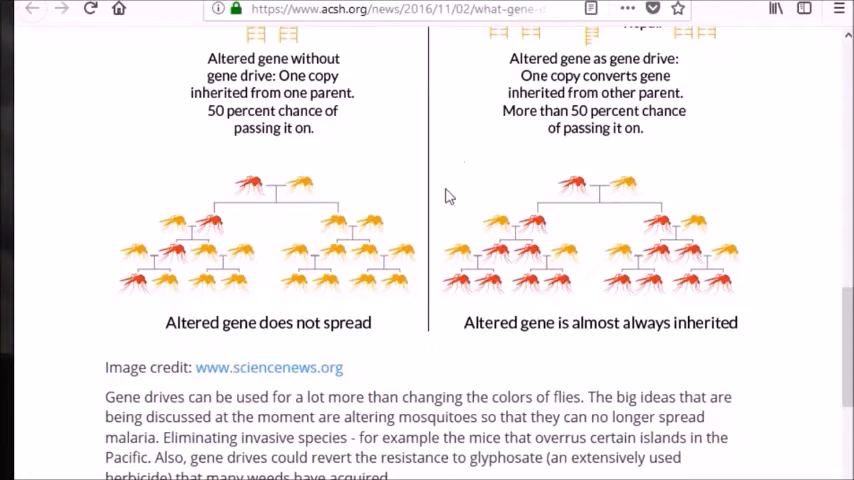 https://www.acsh.org/news/2016/11/02/what-gene-d
Altered gene without
gene drive: One copy
inherited from one parent.
50 percent chance of
passing it on.
Altered gene as gene drive:
One copy converts gene
inherited from other parent.
More than 50 percent chance
of passing it on.
Altered gene does not spread
Altered gene is almost always inherited
Image credit: www.sciencenews.org
Gene drives can be used for a lot more than changing the colors of flies. The big ideas that are
being discussed at the moment are altering mosquitoes so that they can no longer spread
malaria. Eliminating invasive species - for example the mice that overrus certain islands in the
Pacific. Also, gene drives could revert the resistance to glyphosate (an extensively used
herbicide) that many weeds have acquired.